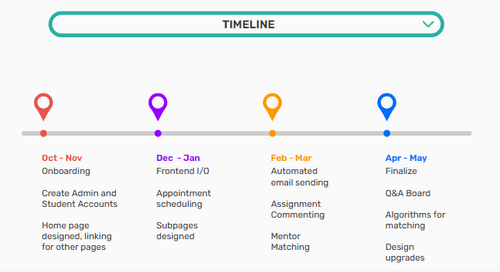 TIMELINE
Oct - Nov
Onboarding
Create Admin and
Student Accounts
Home page
designed, linking
for other pages
Dec - Jan
Frontend I/O
Appointment
scheduling
Subpages
designed
Feb - Mar
Automated
email sending
Assignment
Commenting
Mentor
Matching
Apr - May
Finalize
Q&A Board
Algorithms for
matching
Design
upgrades